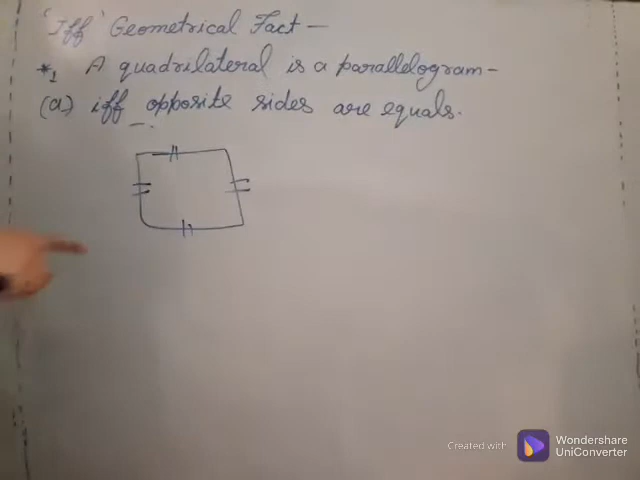 'Iff' Geometrical Fact –
*1 A quadrilateral is a parallelogram –
(a) iff opposite sides are equals.
Created with
Wondershare
UniConverter